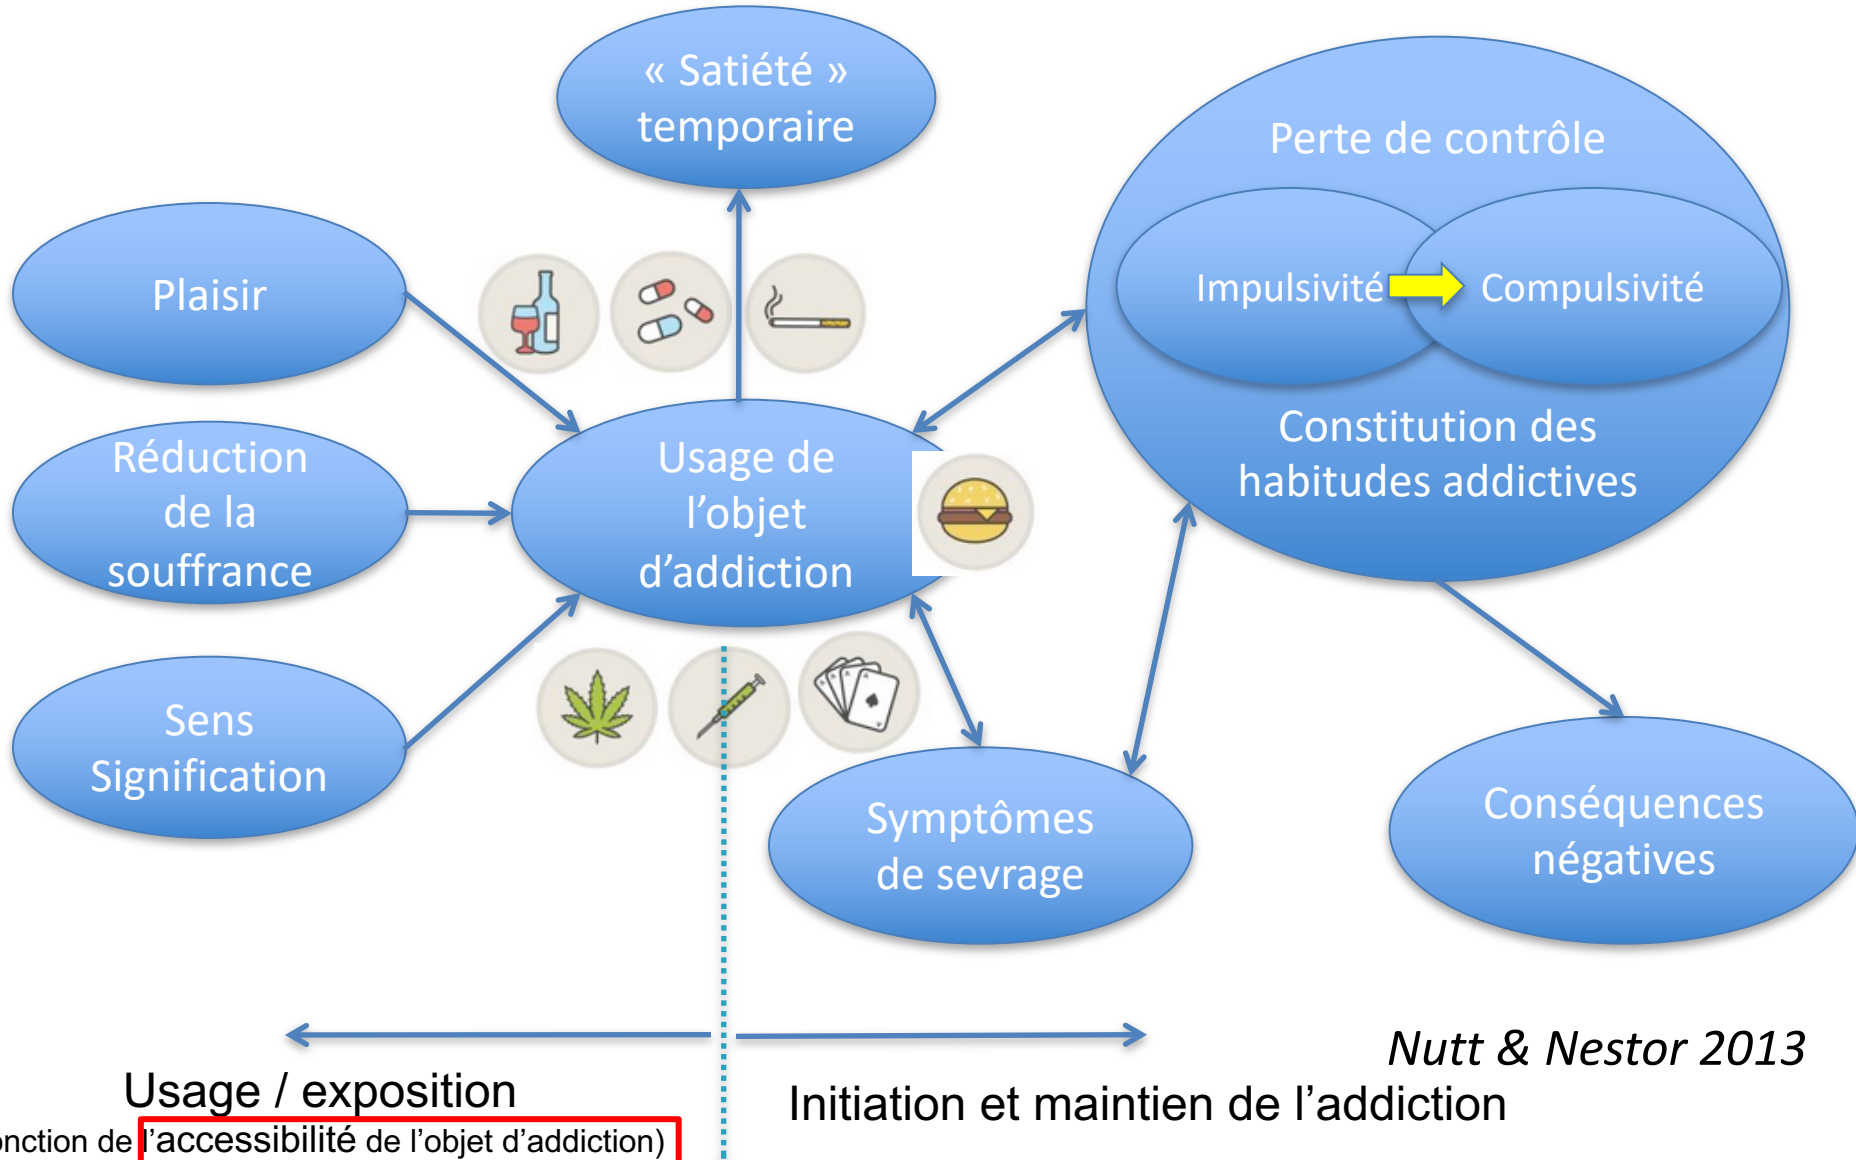 « Satiété »
temporaire
Perte de contrôle
Plaisir
Impulsivité
Compulsivité
Réduction
de la
souffrance
Usage de
l’objet
d’addiction
Constitution des
habitudes addictives
Sens
Signification
Symptômes
de sevrage
Conséquences
négatives
Nutt & Nestor 2013
Usage / exposition
Initiation et maintien de l’addiction
onction de l’accessibilité de l’objet d’addiction)